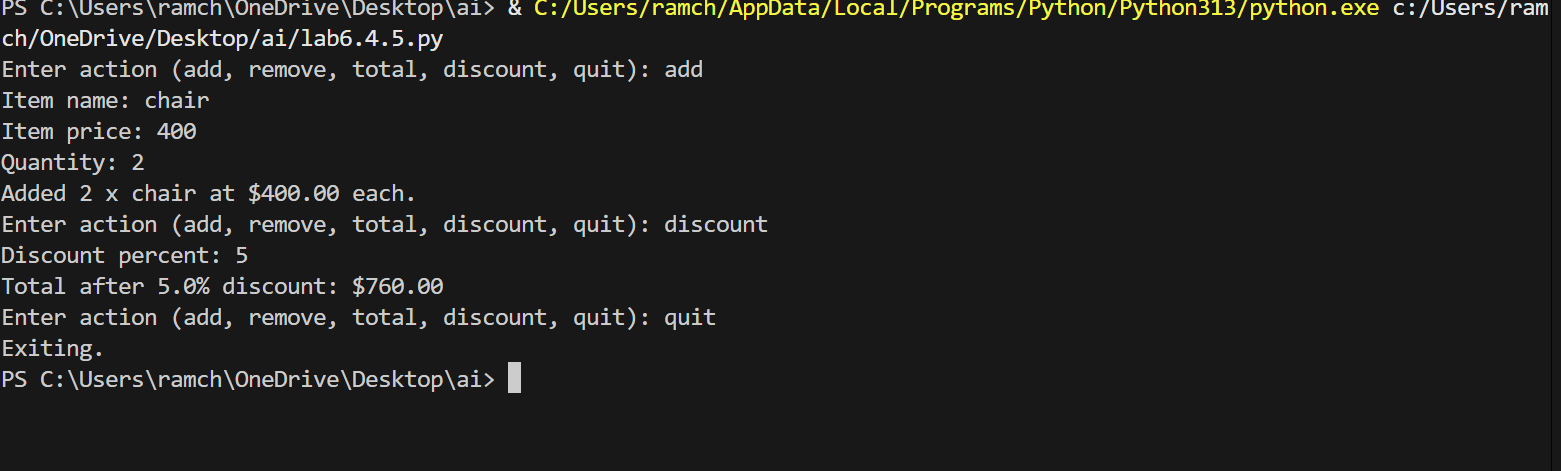 PS C:\Users\ramch\OneDrive\Desktop\ai> & C:/Users/ramch/AppData/Local/Programs/Python/Python313/python.exe c:/Users/ram
ch/OneDrive/Desktop/ai/lab6.4.5.py
Enter action (add, remove, total, discount, quit): add
Item name: chair
Item price: 400
Quantity: 2
Added 2 x chair at $400.00 each.
Enter action (add, remove, total, discount, quit): discount
Discount percent: 5
Total after 5.0% discount: $760.00
Enter action (add, remove, total, discount, quit): quit
Exiting.
PS C:\Users\ramch\OneDrive\Desktop\ai>